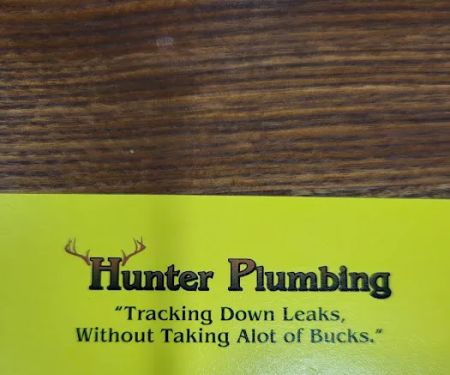 Hunter Plumbing
"Tracking Down Leaks,
Without Taking Alot of Bucks."